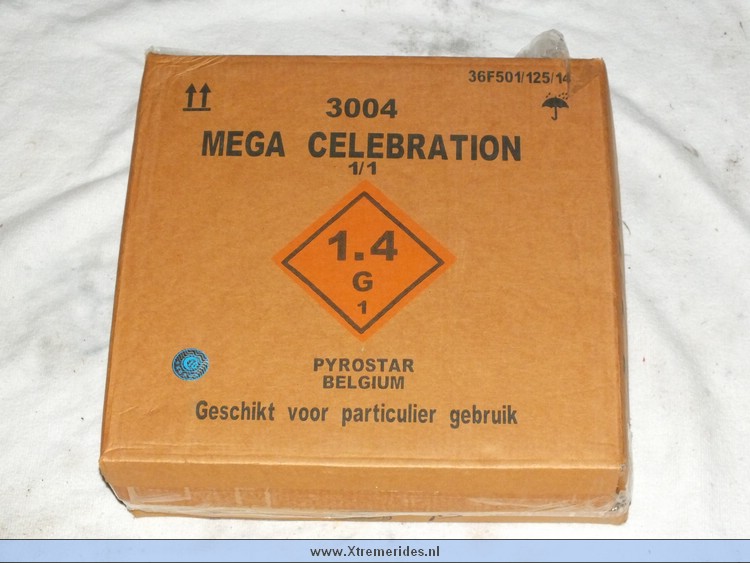 36F501/125/14
3004
MEGA CELEBRATION
1/1
1.4
G
1
PYROSTAR
BELGIUM
Geschikt voor particulier gebruik
www.Xtremerides.nl